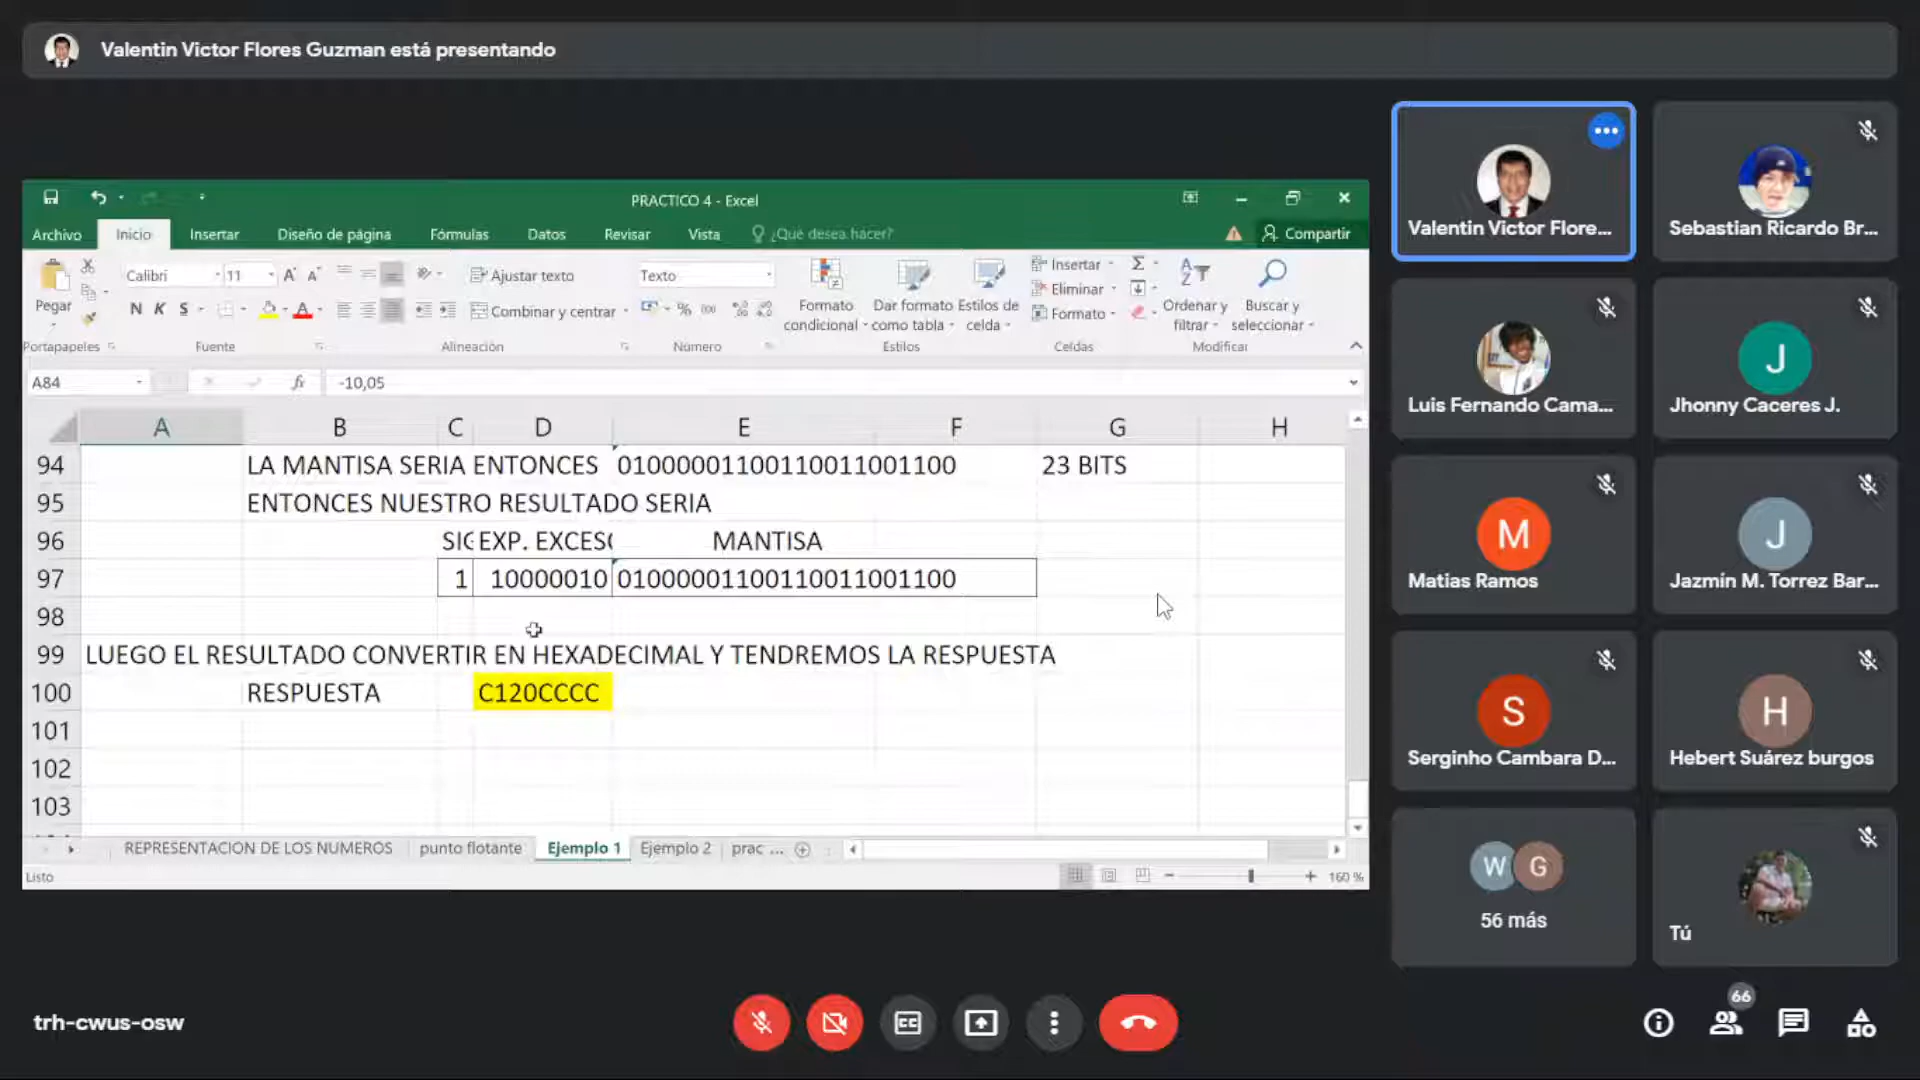 Valentin Victor Flores Guzman está presentando
PRACTICO 4 - Excel
Archivo Inicio Insertar Diseño de página Fórmulas Datos Revisar Vista ¿Qué desea hacer? Compartir
Pegar
Calibri 11
N K S
Ajustar texto
Combinar y centrar
Texto
% 000
Formato condicional
Dar formato como tabla
Estilos de celda
Insertar
Eliminar
Formato
Ordenar y filtrar
Buscar y seleccionar
Portapapeles Fuente Alineación Número Estilos Celdas Modificar
A84 fx -10,05
A B C D E F G H
94 LA MANTISA SERIA ENTONCES 01000001100110011001100 23 BITS
95 ENTONCES NUESTRO RESULTADO SERIA
96 SIG EXP. EXCESO MANTISA
97 1 10000010 01000001100110011001100
98
99 LUEGO EL RESULTADO CONVERTIR EN HEXADECIMAL Y TENDREMOS LA RESPUESTA
100 RESPUESTA C120CCCC
101
102
103
REPRESENTACION DE LOS NUMEROS punto flotante Ejemplo 1 Ejemplo 2 prac ...
Listo 160 %
Valentin Victor Flore...
Sebastian Ricardo Br...
Luis Fernando Cama...
J
Jhonny Caceres J.
M
Matias Ramos
J
Jazmin M. Torrez Bar...
S
Serginho Cambara D...
H
Hebert Suárez burgos
W G
56 más
Tú
trh-cwus-osw
CC
66